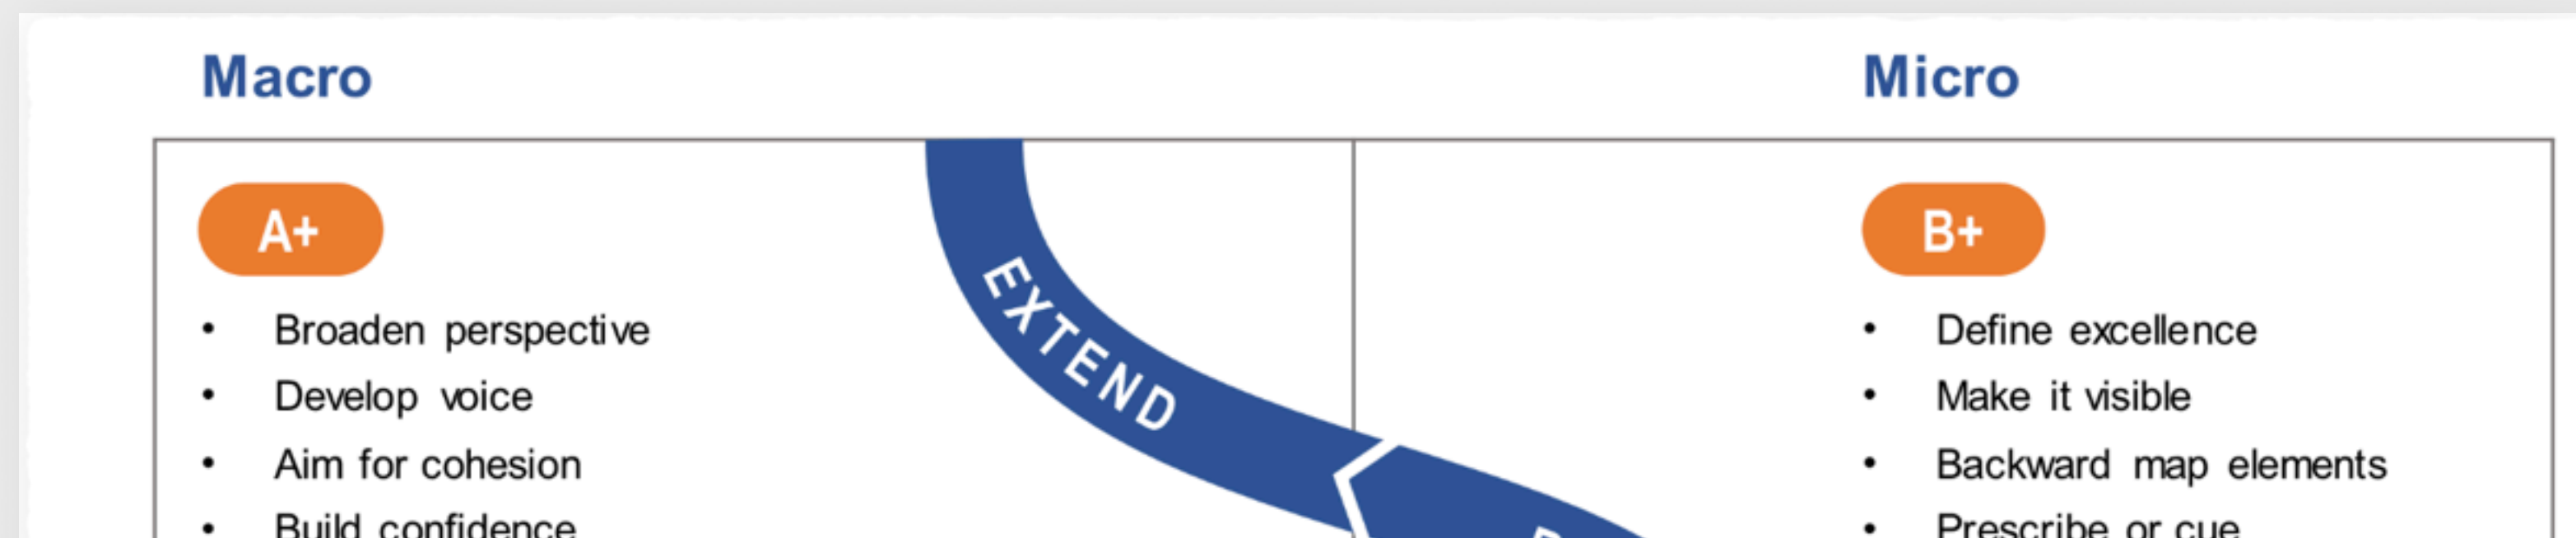 Macro
Micro
A+
B+
EXTEND
• Broaden perspective
• Develop voice
• Aim for cohesion
• Build confidence
• Define excellence
• Make it visible
• Backward map elements
• Prescribe or cue